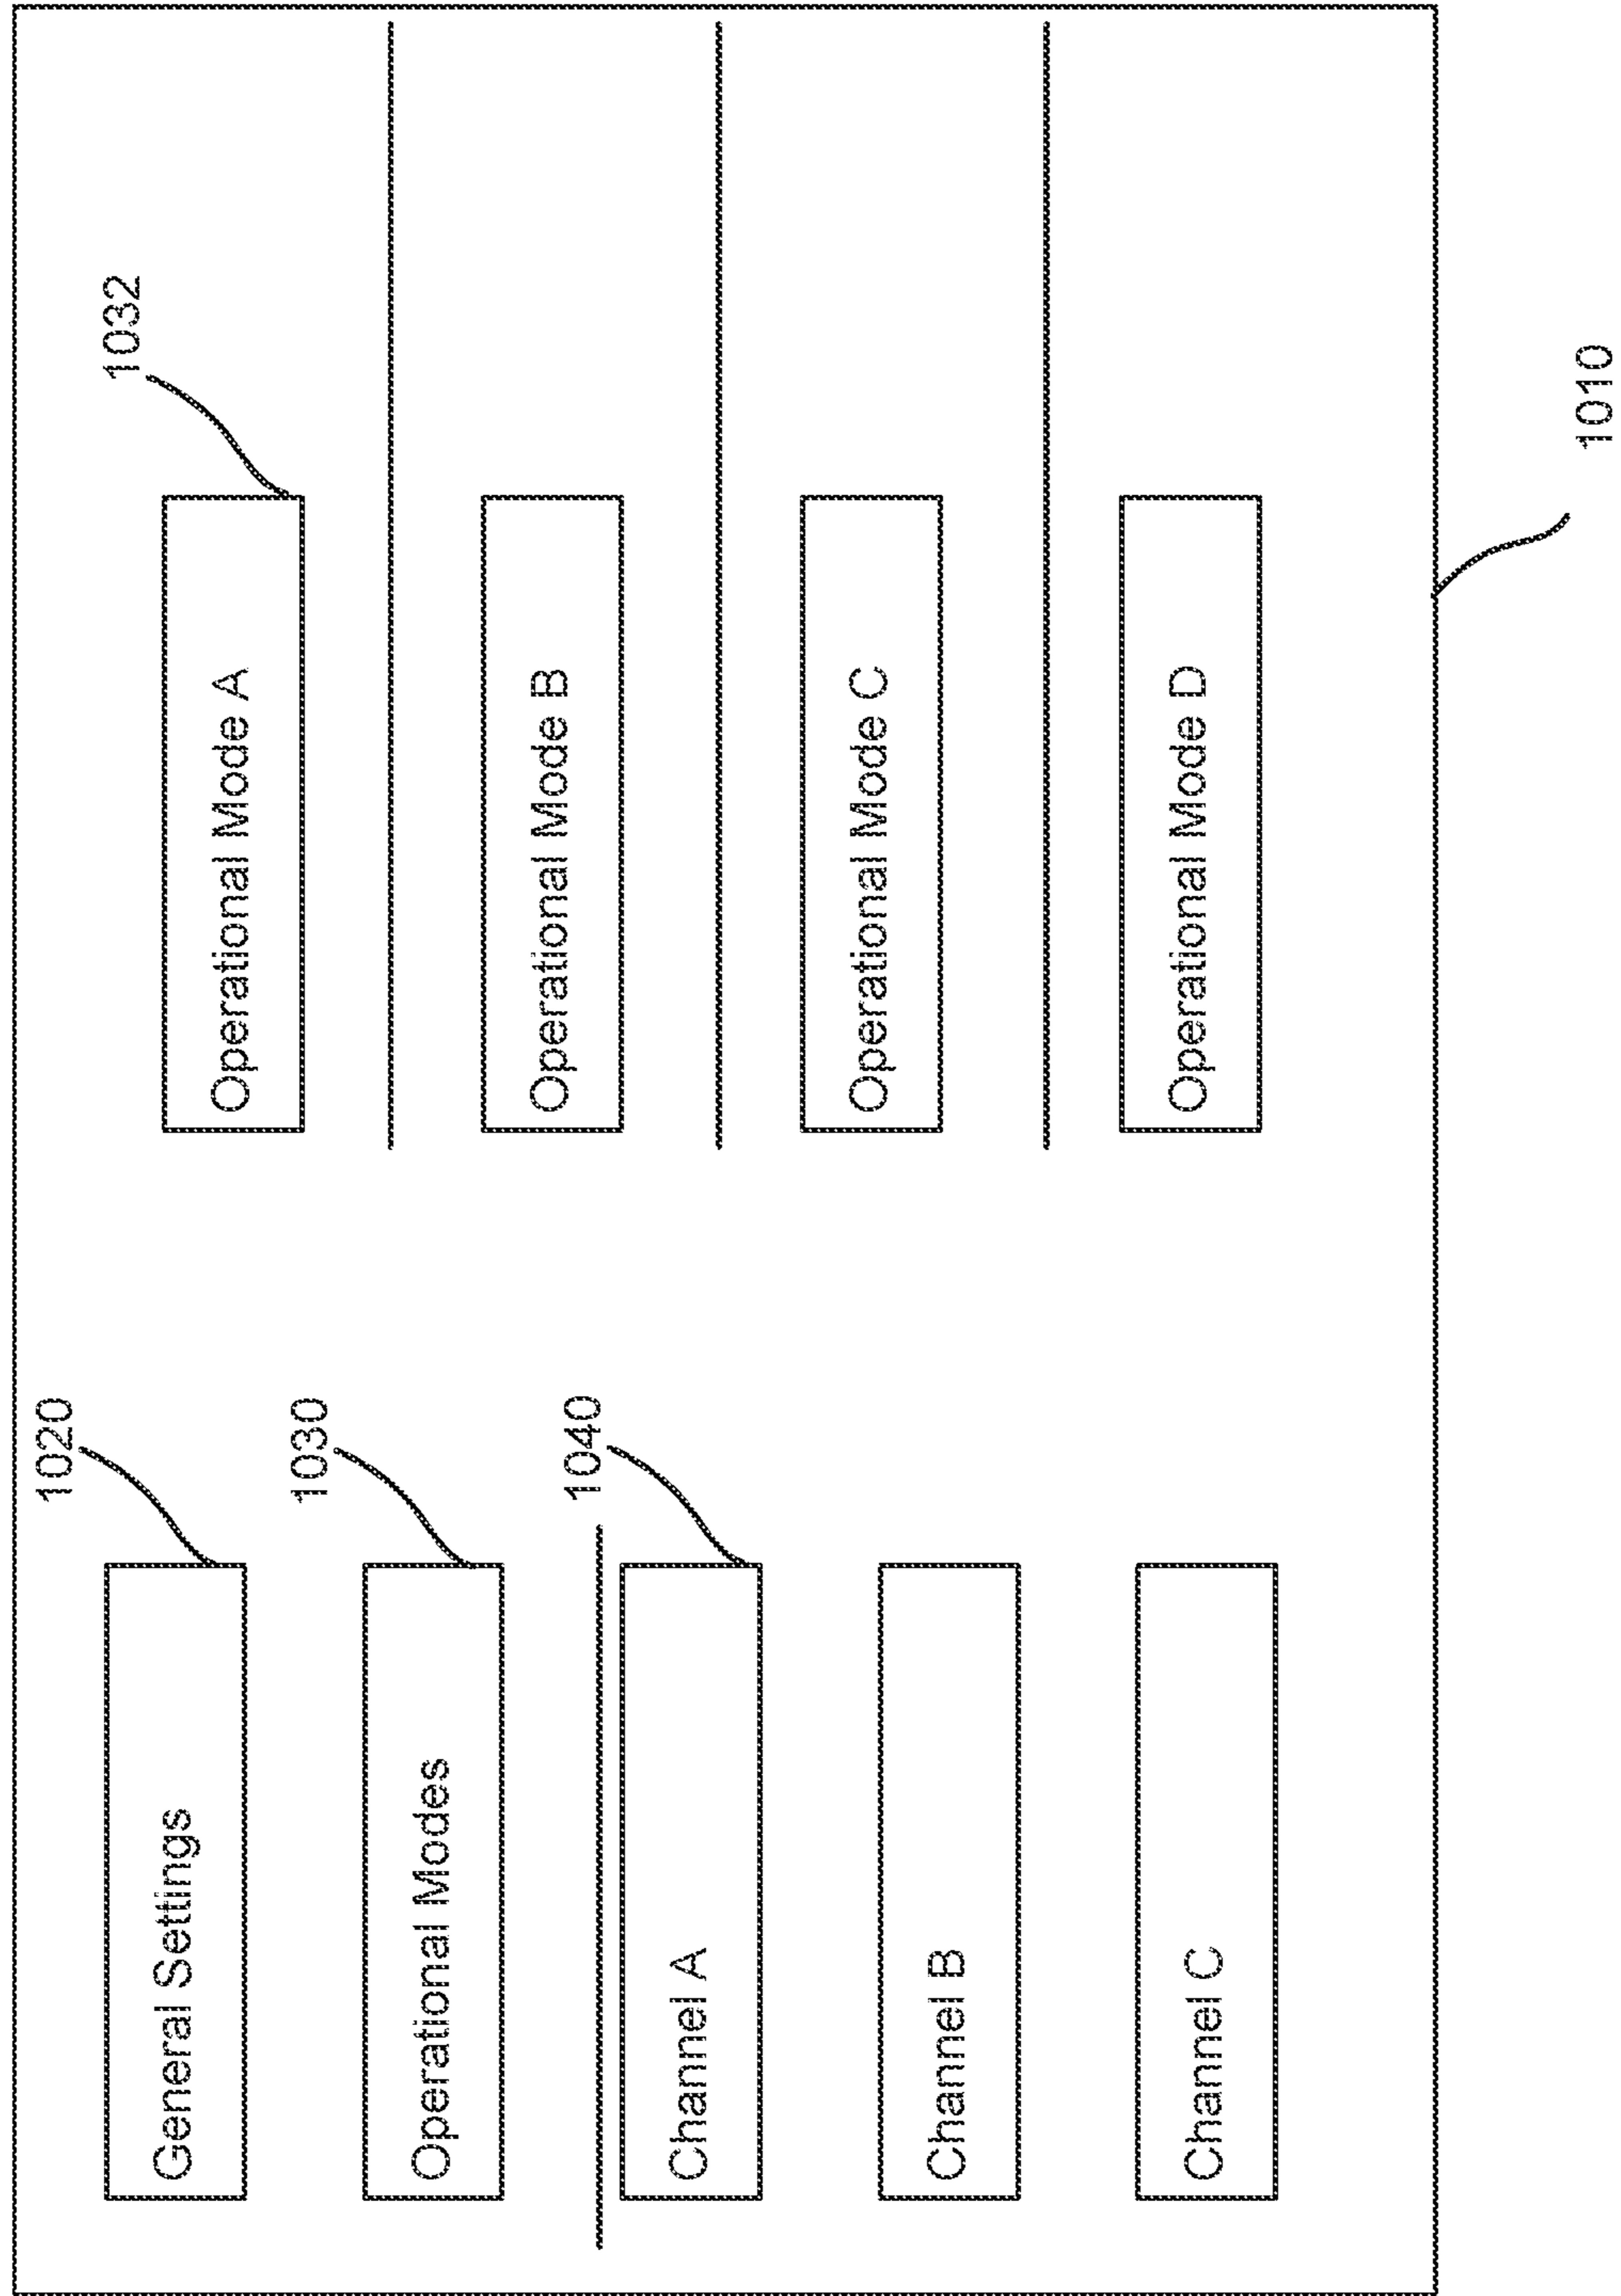 1020
General Settings
1030
Operational Modes
1040
Channel A
Channel B
Channel C
1032
Operational Mode A
Operational Mode B
Operational Mode C
Operational Mode D
1010